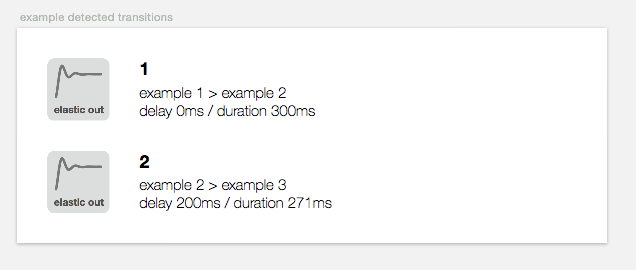 example detected transitions
elastic out
1
example 1 > example 2
delay 0ms / duration 300ms
elastic out
2
example 2 > example 3
delay 200ms / duration 271ms